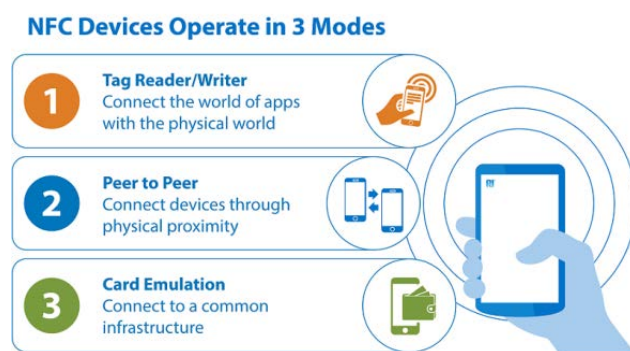 NFC Devices Operate in 3 Modes
1
Tag Reader/Writer
Connect the world of apps
with the physical world
2
Peer to Peer
Connect devices through
physical proximity
3
Card Emulation
Connect to a common
infrastructure